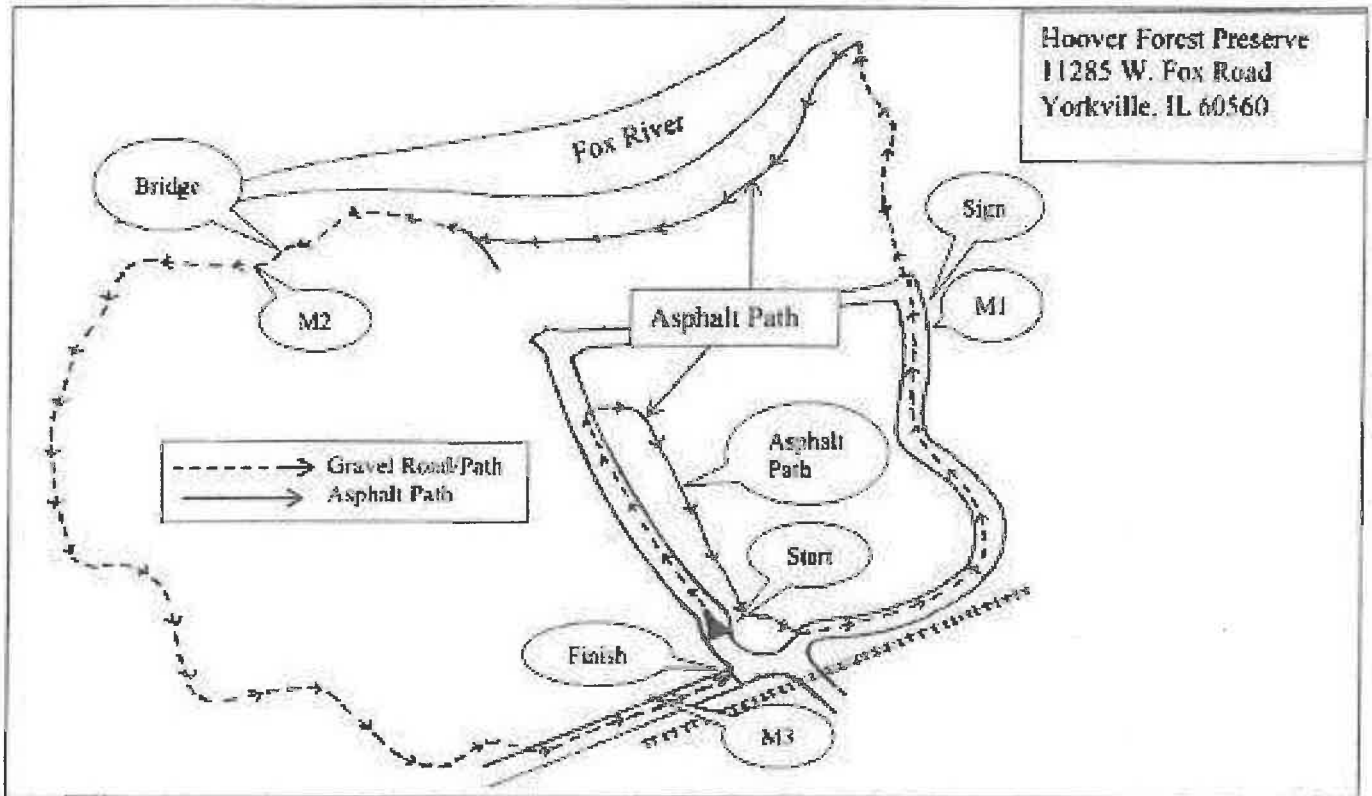 Hoover Forest Preserve
11285 W. Fox Road
Yorkville, IL 60560
Fox River
Bridge
Sign
M1
M2
Asphalt Path
Asphalt
Path
Gravel Road/Path
Asphalt Path
Start
Finish
M3